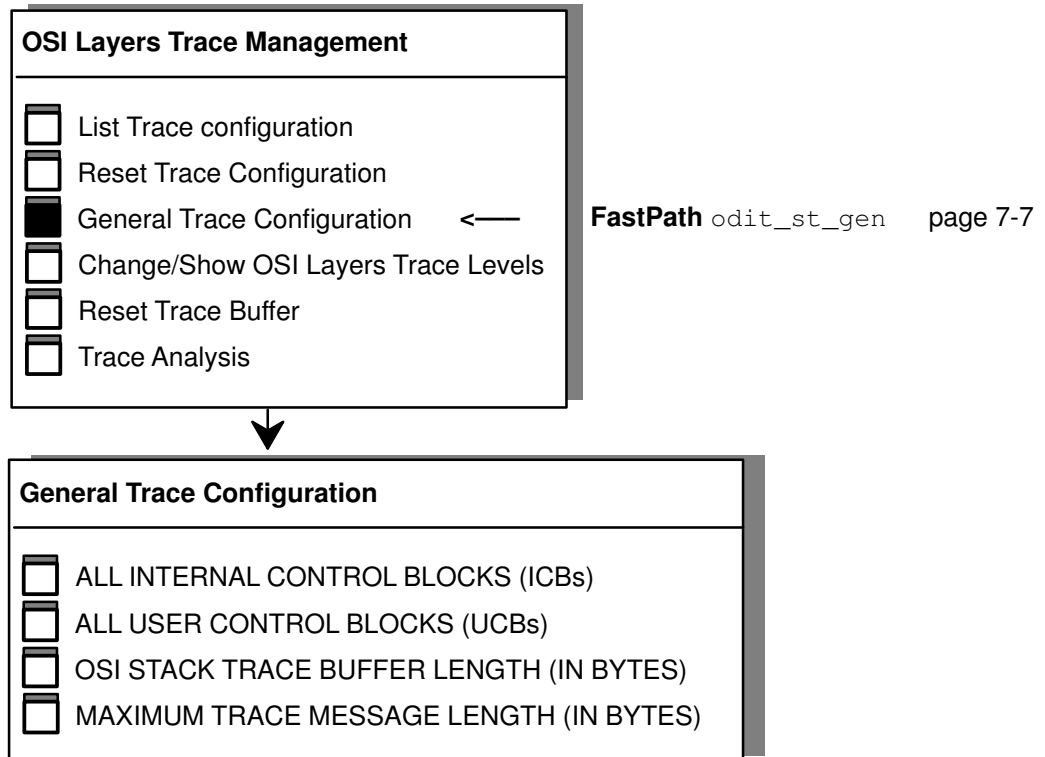 OSI Layers Trace Management
List Trace configuration
Reset Trace Configuration
General Trace Configuration <— FastPath odit_st_gen page 7-7
Change/Show OSI Layers Trace Levels
Reset Trace Buffer
Trace Analysis
General Trace Configuration
ALL INTERNAL CONTROL BLOCKS (ICBs)
ALL USER CONTROL BLOCKS (UCBs)
OSI STACK TRACE BUFFER LENGTH (IN BYTES)
MAXIMUM TRACE MESSAGE LENGTH (IN BYTES)